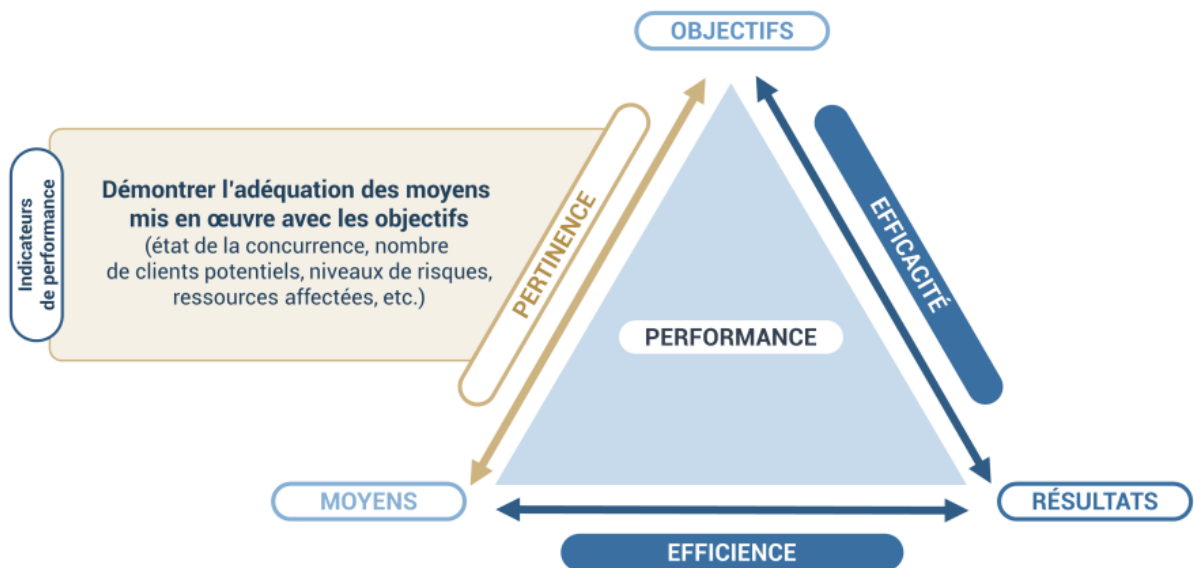 OBJECTIFS
Indicateurs
de performance
Démontrer l'adéquation des moyens
mis en œuvre avec les objectifs
(état de la concurrence, nombre
de clients potentiels, niveaux de risques,
ressources affectées, etc.)
PERTINENCE
EFFICACITÉ
PERFORMANCE
MOYENS
RÉSULTATS
EFFICIENCE